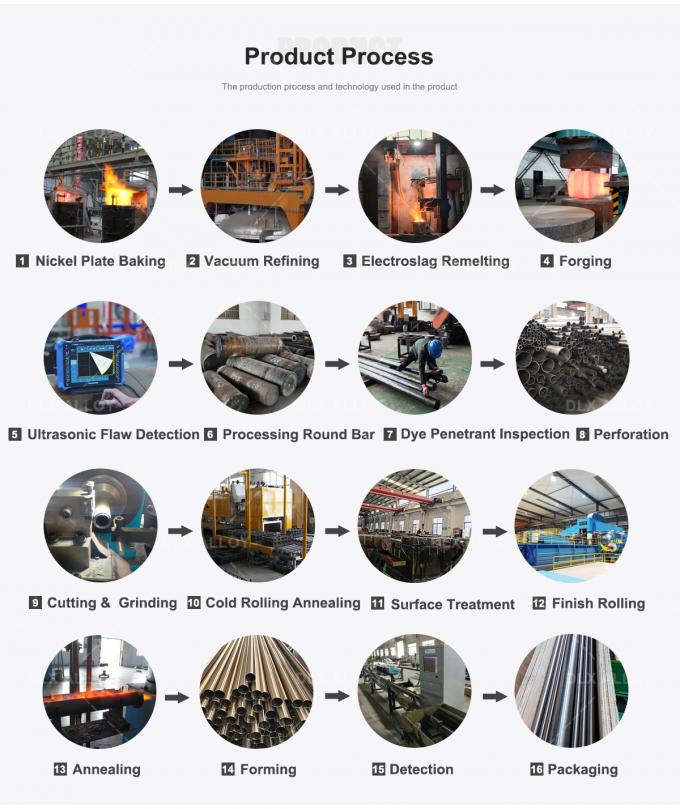 PRODUCT
Product Process
The production process and technology used in the product
1 Nickel Plate Baking
2 Vacuum Refining
3 Electroslag Remelting
4 Forging
5 Ultrasonic Flaw Detection
6 Processing Round Bar
7 Dye Penetrant Inspection
8 Perforation
9 Cutting & Grinding
10 Cold Rolling Annealing
11 Surface Treatment
12 Finish Rolling
13 Annealing
14 Forming
15 Detection
16 Packaging